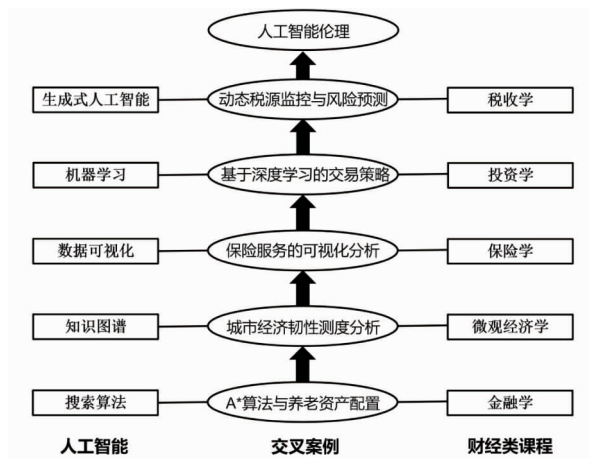 人工智能伦理
生成式人工智能 动态税源监控与风险预测 税收学
机器学习 基于深度学习的交易策略 投资学
数据可视化 保险服务的可视化分析 保险学
知识图谱 城市经济韧性测度分析 微观经济学
搜索算法 A*算法与养老资产配置 金融学
人工智能 交叉案例 财经类课程